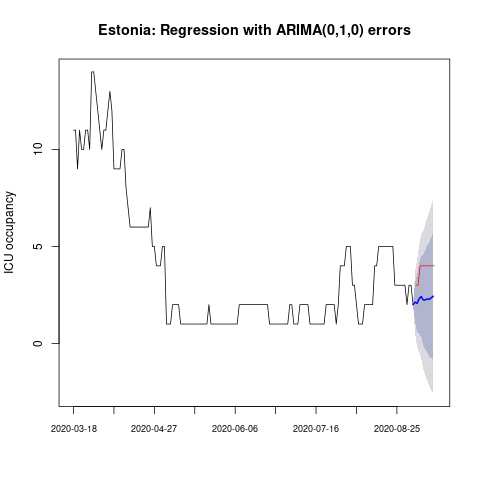 Estonia: Regression with ARIMA(0,1,0) errors
ICU occupancy
10
5
0
2020-03-18 2020-04-27 2020-06-06 2020-07-16 2020-08-25